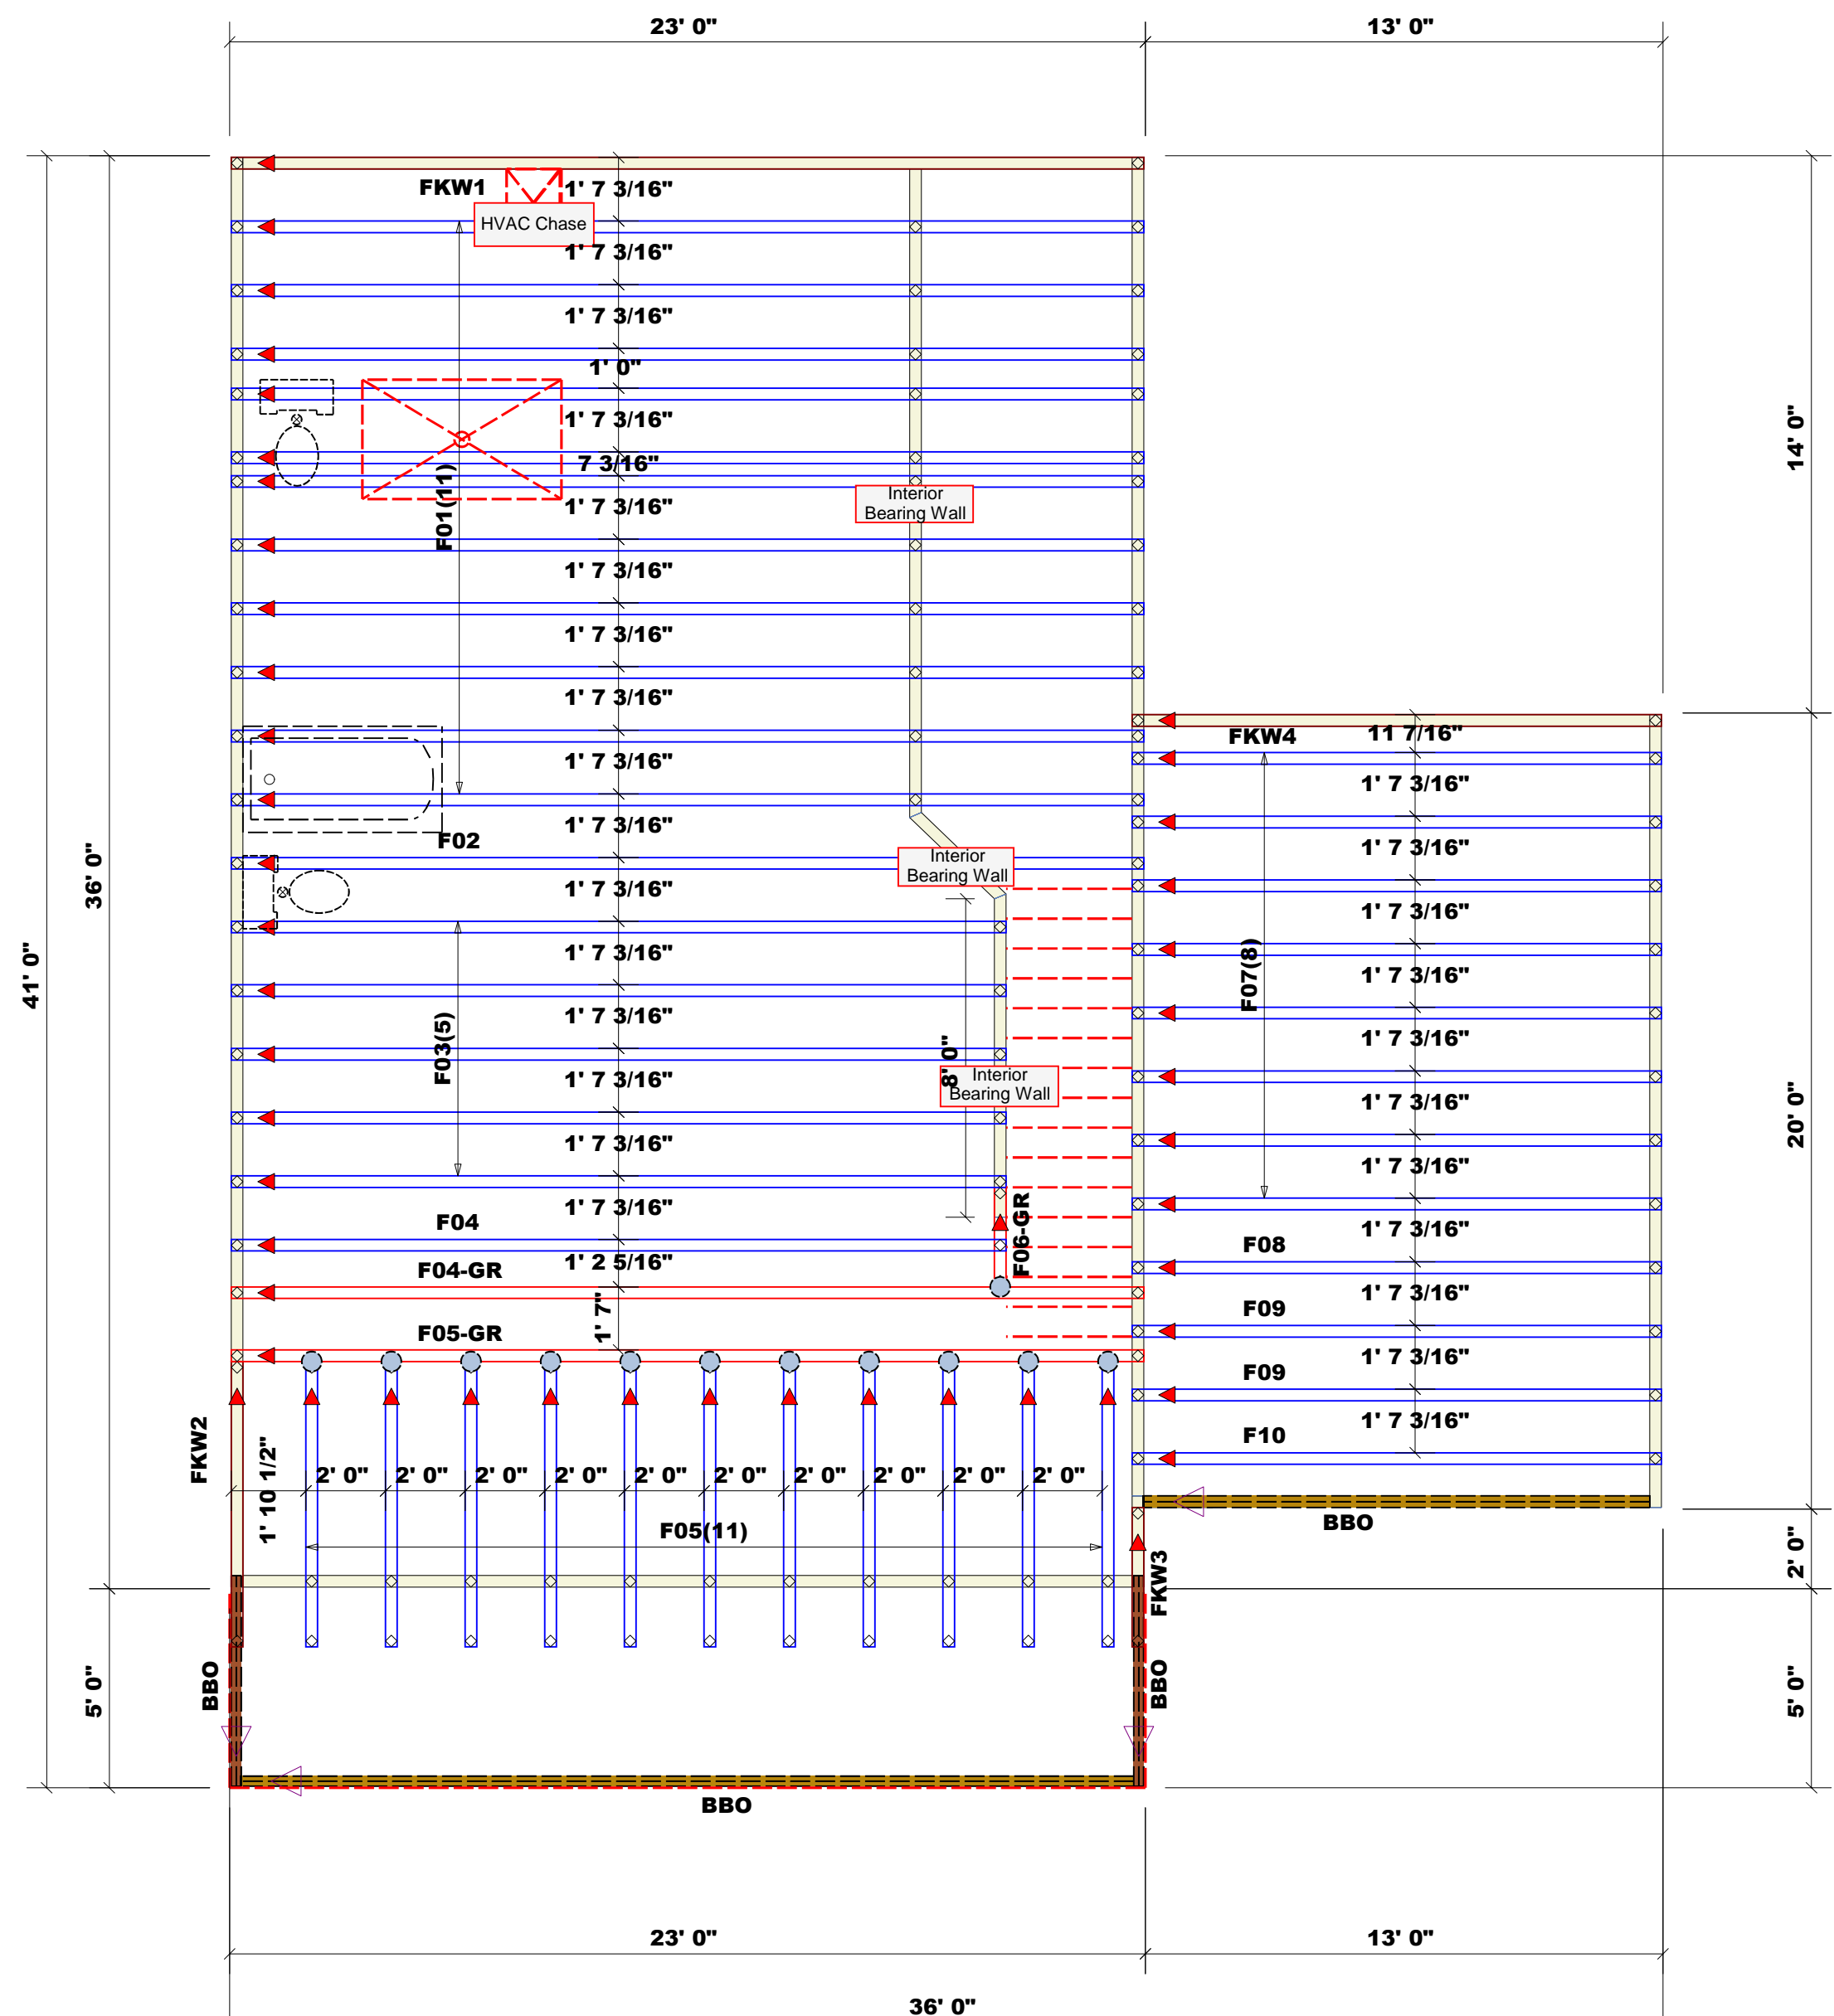 23' 0"
13' 0"
FKW1
1' 7 3/16"
HVAC Chase
1' 7 3/16"
1' 7 3/16"
1' 0"
1' 7 3/16"
7 3/16"
F01(11)
1' 7 3/16"
Interior
Bearing Wall
1' 7 3/16"
1' 7 3/16"
1' 7 3/16"
1' 7 3/16"
1' 7 3/16"
F02
1' 7 3/16"
Interior
Bearing Wall
1' 7 3/16"
1' 7 3/16"
F03(5)
1' 7 3/16"
8' 0"
Interior
Bearing Wall
1' 7 3/16"
1' 7 3/16"
F04
F06-GR
F04-GR
1' 2 5/16"
F05-GR
1' 7"
14' 0"
36' 0"
41' 0"
FKW4
11 7/16"
1' 7 3/16"
1' 7 3/16"
1' 7 3/16"
F07(8)
1' 7 3/16"
1' 7 3/16"
1' 7 3/16"
1' 7 3/16"
1' 7 3/16"
F08
1' 7 3/16"
F09
1' 7 3/16"
F09
1' 7 3/16"
F10
20' 0"
FKW2
1' 10 1/2"
2' 0"
2' 0"
2' 0"
2' 0"
2' 0"
2' 0"
2' 0"
2' 0"
2' 0"
2' 0"
F05(11)
BBO
FKW3
2' 0"
5' 0"
BBO
BBO
5' 0"
BBO
23' 0"
13' 0"
36' 0"